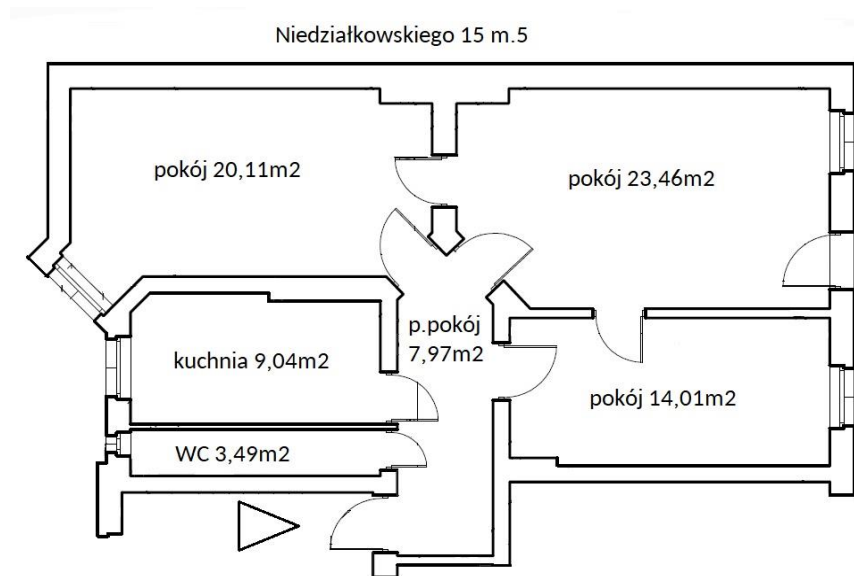 Niedziałkowskiego 15 m.5
pokój 20,11m2
pokój 23,46m2
p.pokój
7,97m2
kuchnia 9,04m2
pokój 14,01m2
WC 3,49m2